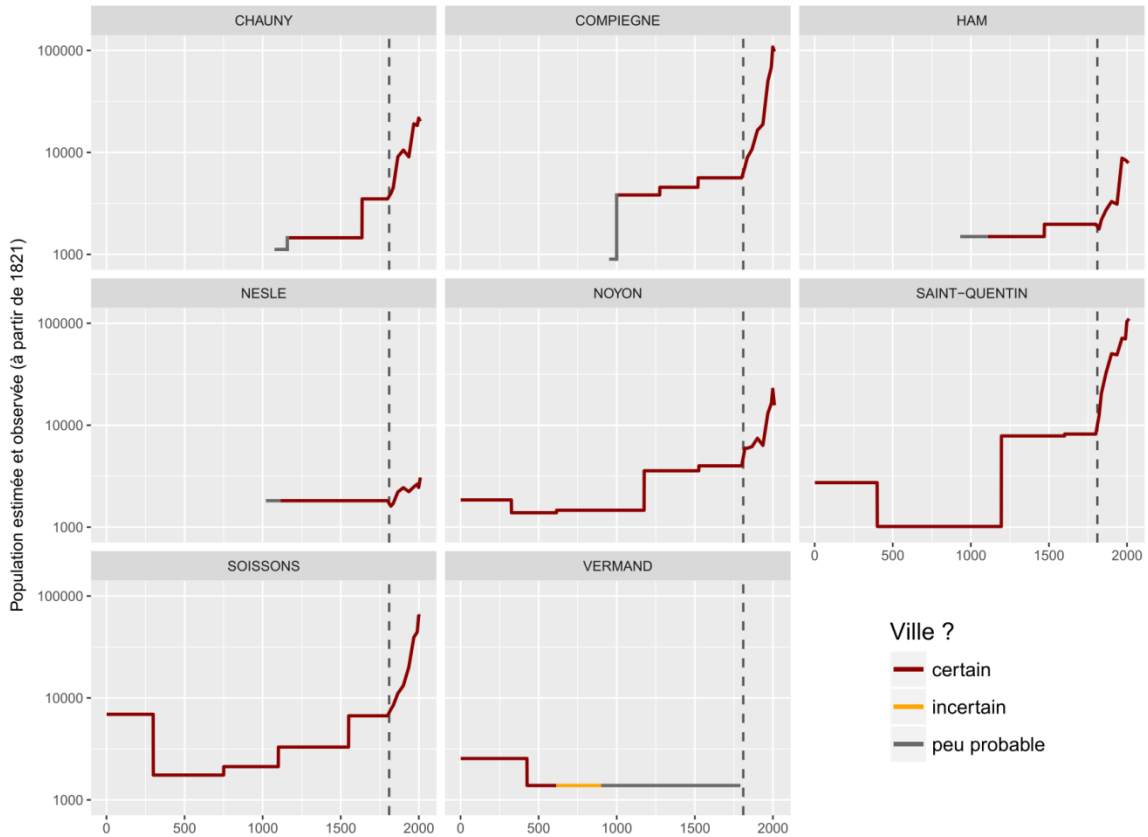 CHAUNY COMPIEGNE HAM
100000
10000
1000
NESLE NOYON SAINT−QUENTIN
100000
10000
1000
0 500 1000 1500 2000
SOISSONS VERMAND
100000
10000
1000
0 500 1000 1500 2000 0 500 1000 1500 2000
Population estimée et observée (à partir de 1821)
Ville ?
certain
incertain
peu probable